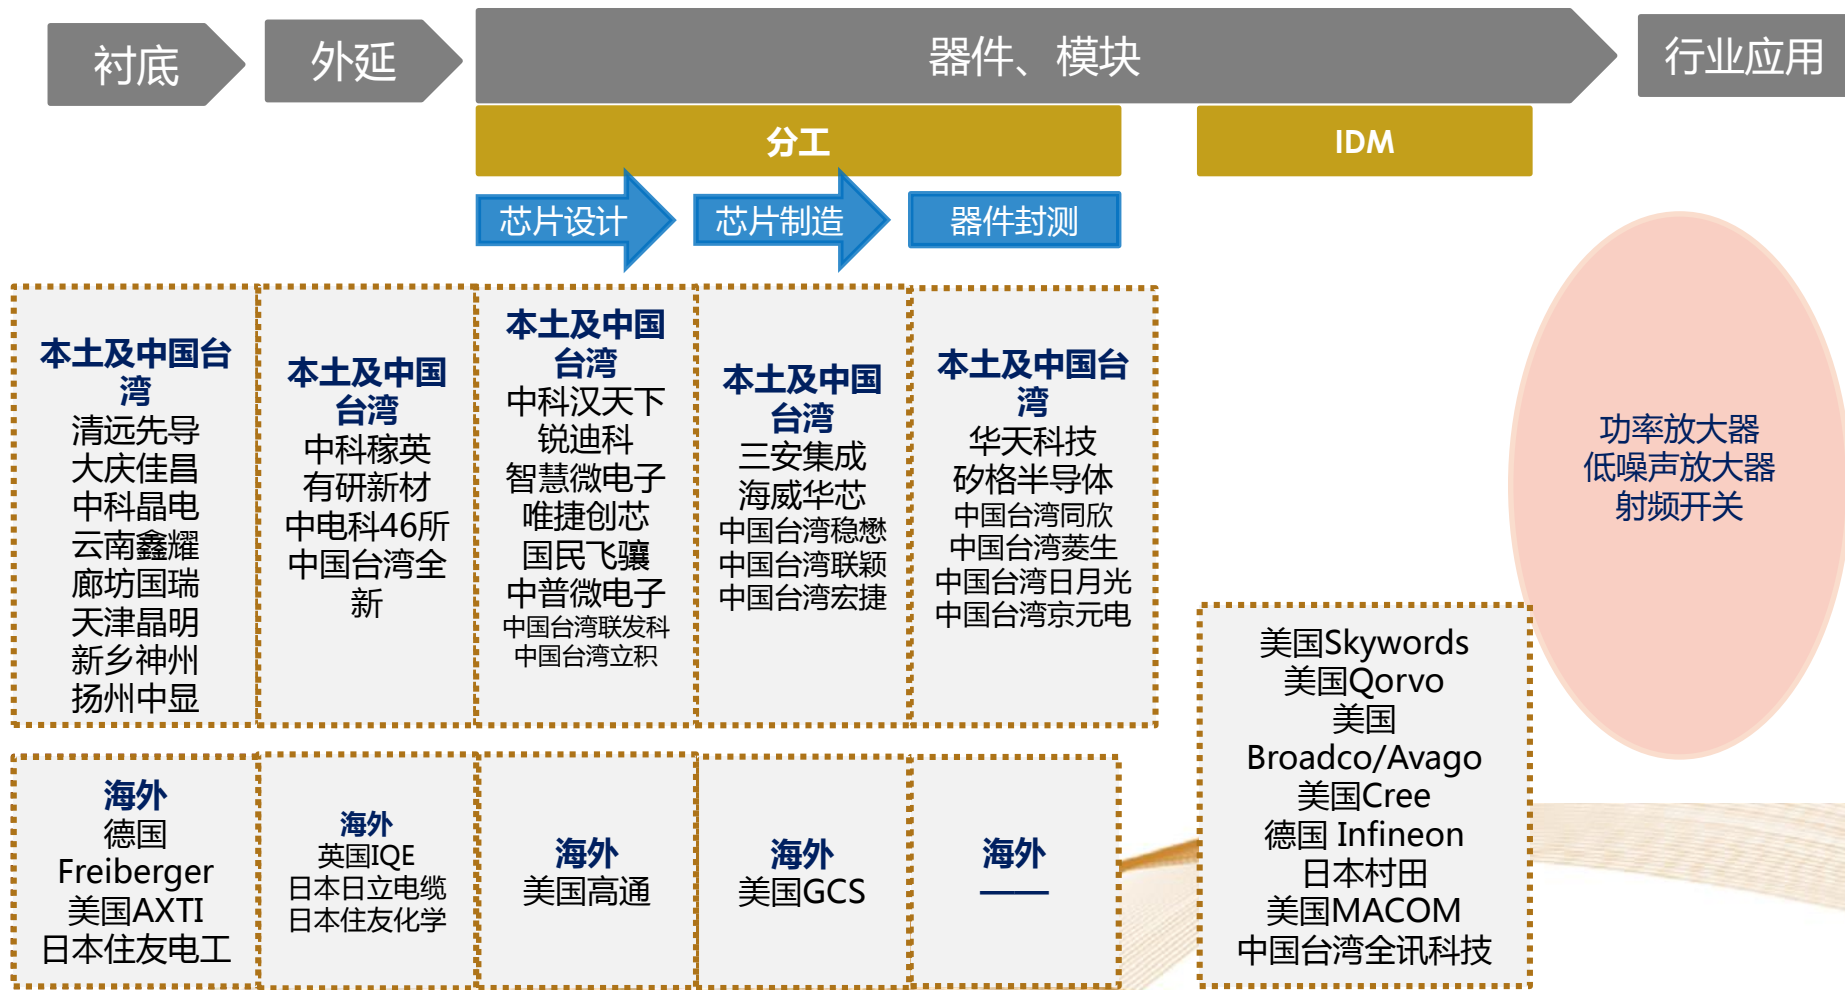 衬底
外延
器件、模块
行业应用
分工
IDM
芯片设计
芯片制造
器件封测
本土及中国台
湾
清远先导
大庆佳昌
中科晶电
云南鑫耀
廊坊国瑞
天津晶明
新乡神州
扬州中显
本土及中国
台湾
中科稼英
有研新材
中电科46所
中国台湾全
新
本土及中国
台湾
中科汉天下
锐迪科
智慧微电子
唯捷创芯
国民飞骧
中普微电子
中国台湾联发科
中国台湾立积
本土及中国
台湾
三安集成
海威华芯
中国台湾稳懋
中国台湾联颖
中国台湾宏捷
本土及中国台
湾
华天科技
矽格半导体
中国台湾同欣
中国台湾菱生
中国台湾日月光
中国台湾京元电
功率放大器
低噪声放大器
射频开关
海外
德国
Freiberger
美国AXTI
日本住友电工
海外
英国IQE
日本日立电缆
日本住友化学
海外
美国高通
海外
美国GCS
海外
——
美国Skywords
美国Qorvo
美国
Broadco/Avago
美国Cree
德国 Infineon
日本村田
美国MACOM
中国台湾全讯科技